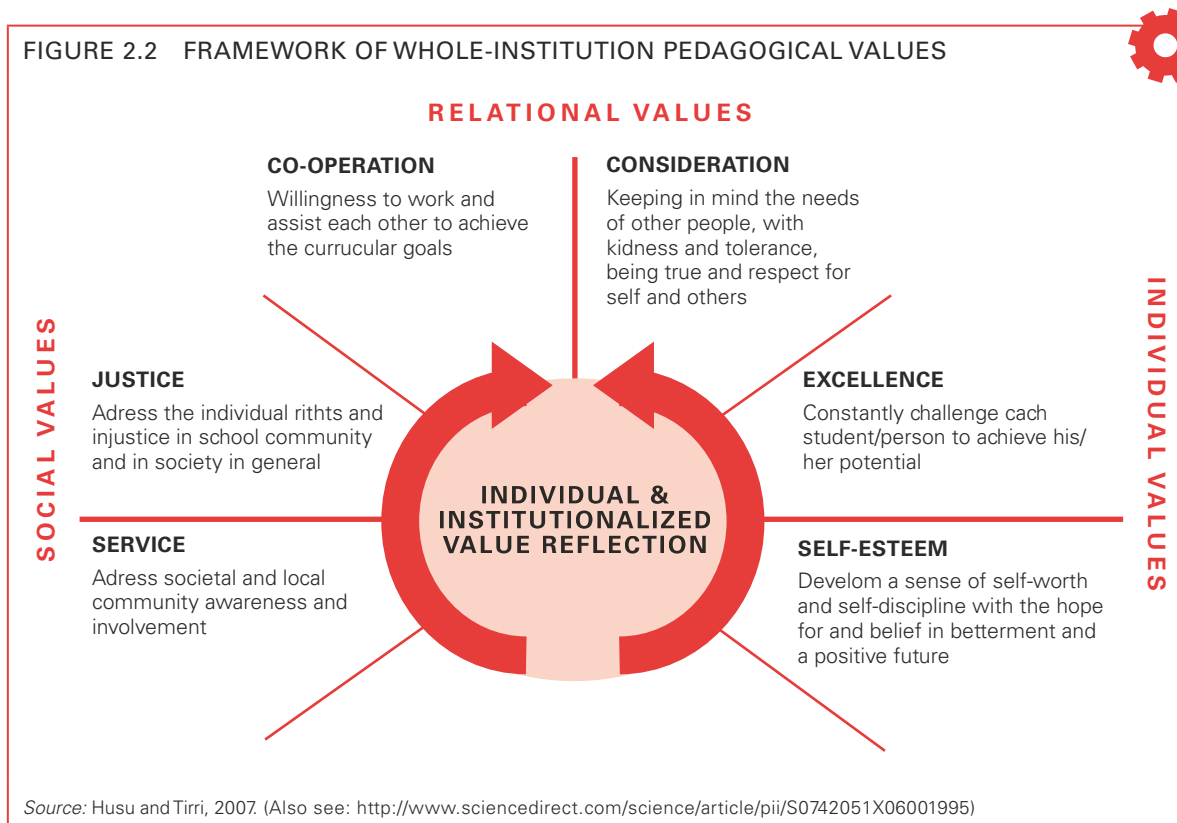 FIGURE 2.2 FRAMEWORK OF WHOLE-INSTITUTION PEDAGOGICAL VALUES
RELATIONAL VALUES
CO-OPERATION
Willingness to work and
assist each other to achieve
the currucular goals
CONSIDERATION
Keeping in mind the needs
of other people, with
kidness and tolerance,
being true and respect for
self and others
SOCIAL VALUES
JUSTICE
Adress the individual rithts and
injustice in school community
and in society in general
SERVICE
Adress societal and local
community awareness and
involvement
INDIVIDUAL &
INSTITUTIONALIZED
VALUE REFLECTION
EXCELLENCE
Constantly challenge cach
student/person to achieve his/
her potential
SELF-ESTEEM
Develom a sense of self-worth
and self-discipline with the hope
for and belief in betterment and
a positive future
INDIVIDUAL VALUES
Source: Husu and Tirri, 2007. (Also see: http://www.sciencedirect.com/science/article/pii/S0742051X06001995)